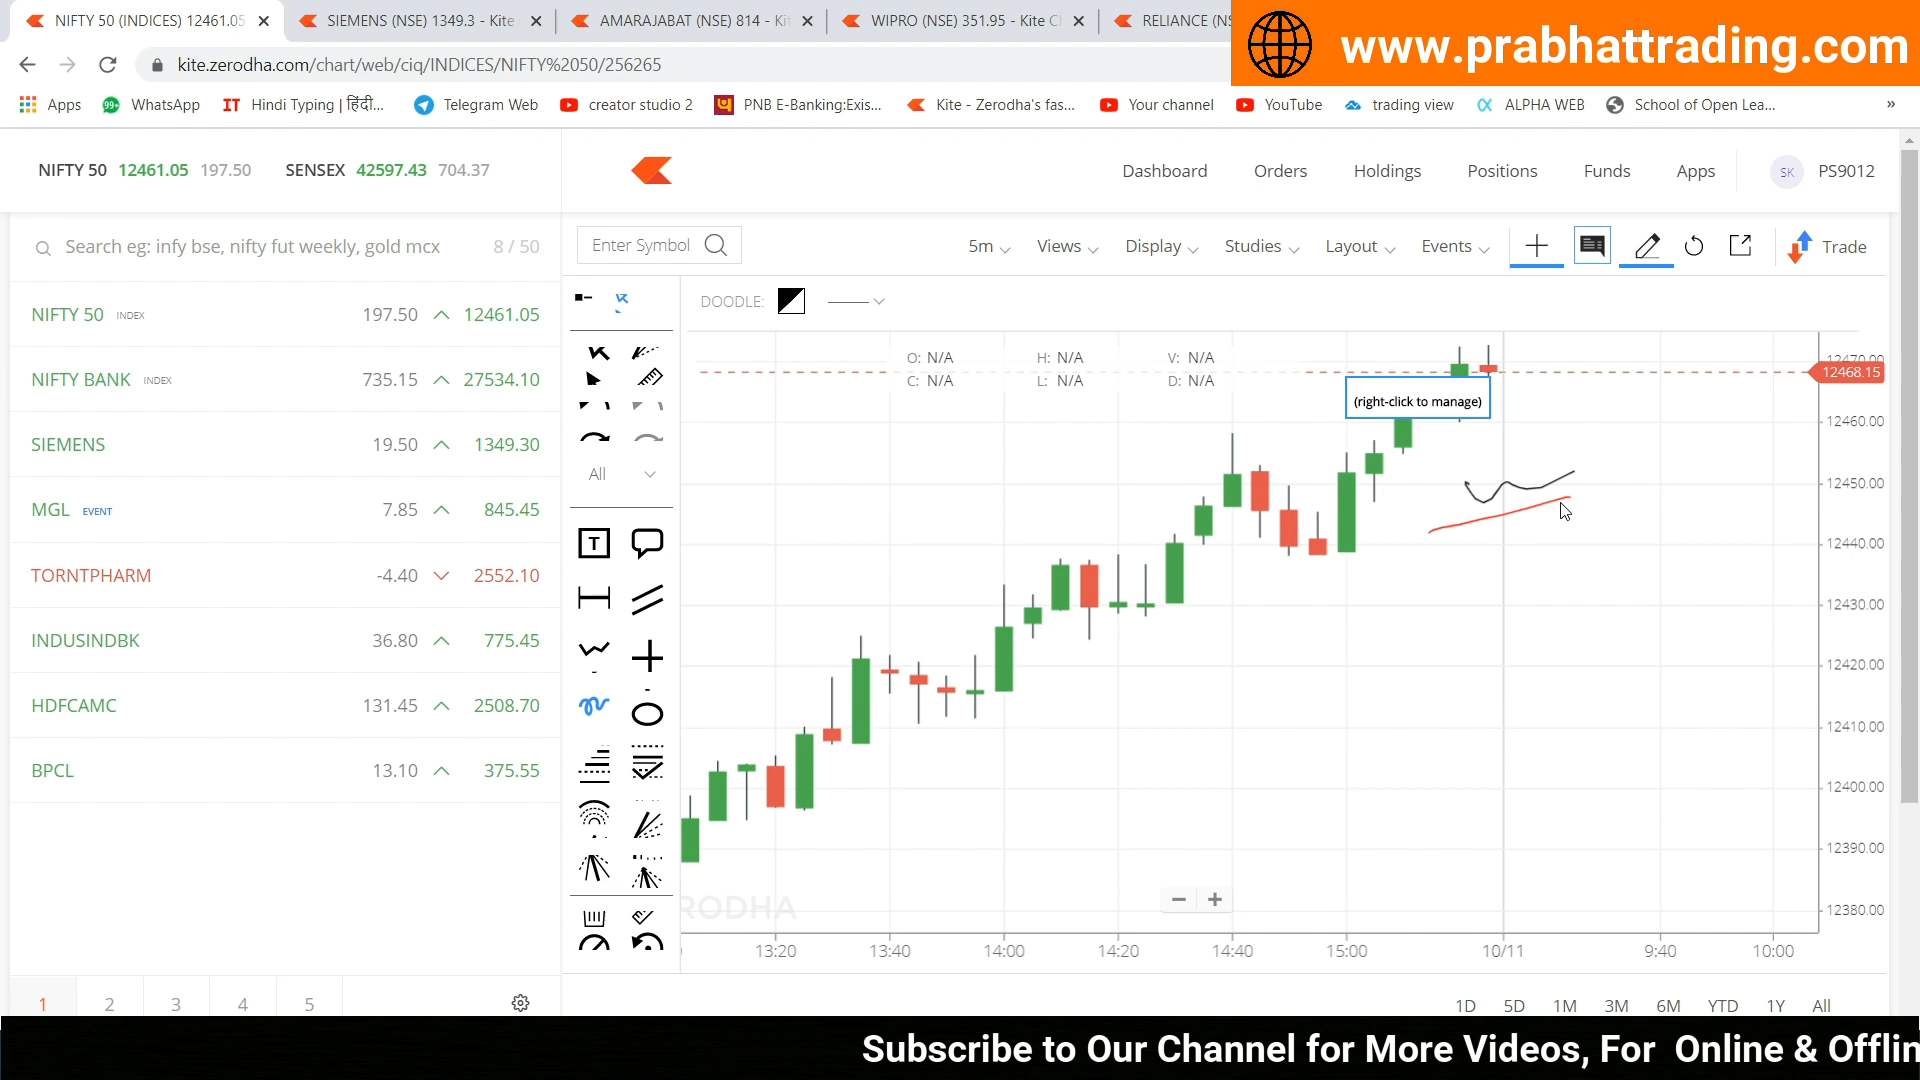 NIFTY 50 (INDICES) 12461.05
SIEMENS (NSE) 1349.3 - Kite
AMARAJABAT (NSE) 814 - Kit
WIPRO (NSE) 351.95 - Kite C
RELIANCE (NS
www.prabhattrading.com
kite.zerodha.com/chart/web/ciq/INDICES/NIFTY%2050/256265
Apps
99+
WhatsApp
IT
Hindi Typing | हिंदी...
Telegram Web
creator studio 2
PNB E-Banking:Exis...
Kite - Zerodha's fas...
Your channel
YouTube
trading view
ALPHA WEB
School of Open Lea...
»
NIFTY 50 12461.05 197.50 SENSEX 42597.43 704.37
Dashboard Orders Holdings Positions Funds Apps SK PS9012
Search eg: infy bse, nifty fut weekly, gold mcx 8 / 50
Enter Symbol 5m Views Display Studies Layout Events Trade
NIFTY 50 INDEX 197.50 12461.05
NIFTY BANK INDEX 735.15 27534.10
SIEMENS 19.50 1349.30
MGL EVENT 7.85 845.45
TORNTPHARM -4.40 2552.10
INDUSINDBK 36.80 775.45
HDFCAMC 131.45 2508.70
BPCL 13.10 375.55
1 2 3 4 5
DOODLE:
All
T
O: N/A H: N/A V: N/A
C: N/A L: N/A D: N/A
(right-click to manage)
12470.00
12468.15
12460.00
12450.00
12440.00
12430.00
12420.00
12410.00
12400.00
12390.00
12380.00
RODHA
13:20 13:40 14:00 14:20 14:40 15:00 10/11 9:40 10:00
1D 5D 1M 3M 6M YTD 1Y All
Subscribe to Our Channel for More Videos, For Online & Offlin